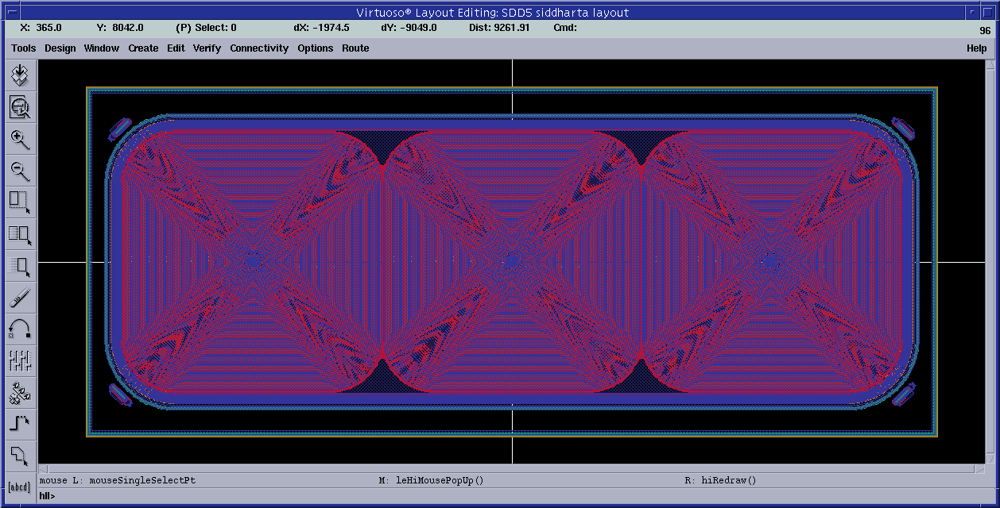 Virtuoso® Layout Editing: SDD5 siddharta layout
X: 365.0 Y: 8042.0 (P) Select: 0 dX: -1974.5 dY: -9049.0 Dist: 9261.91 Cmd:
96
Tools Design Window Create Edit Verify Connectivity Options Route Help
[abcd]
mouse L: mouseSingleSelectPt M: leHiMousePopUp() R: hiRedraw()
hII>